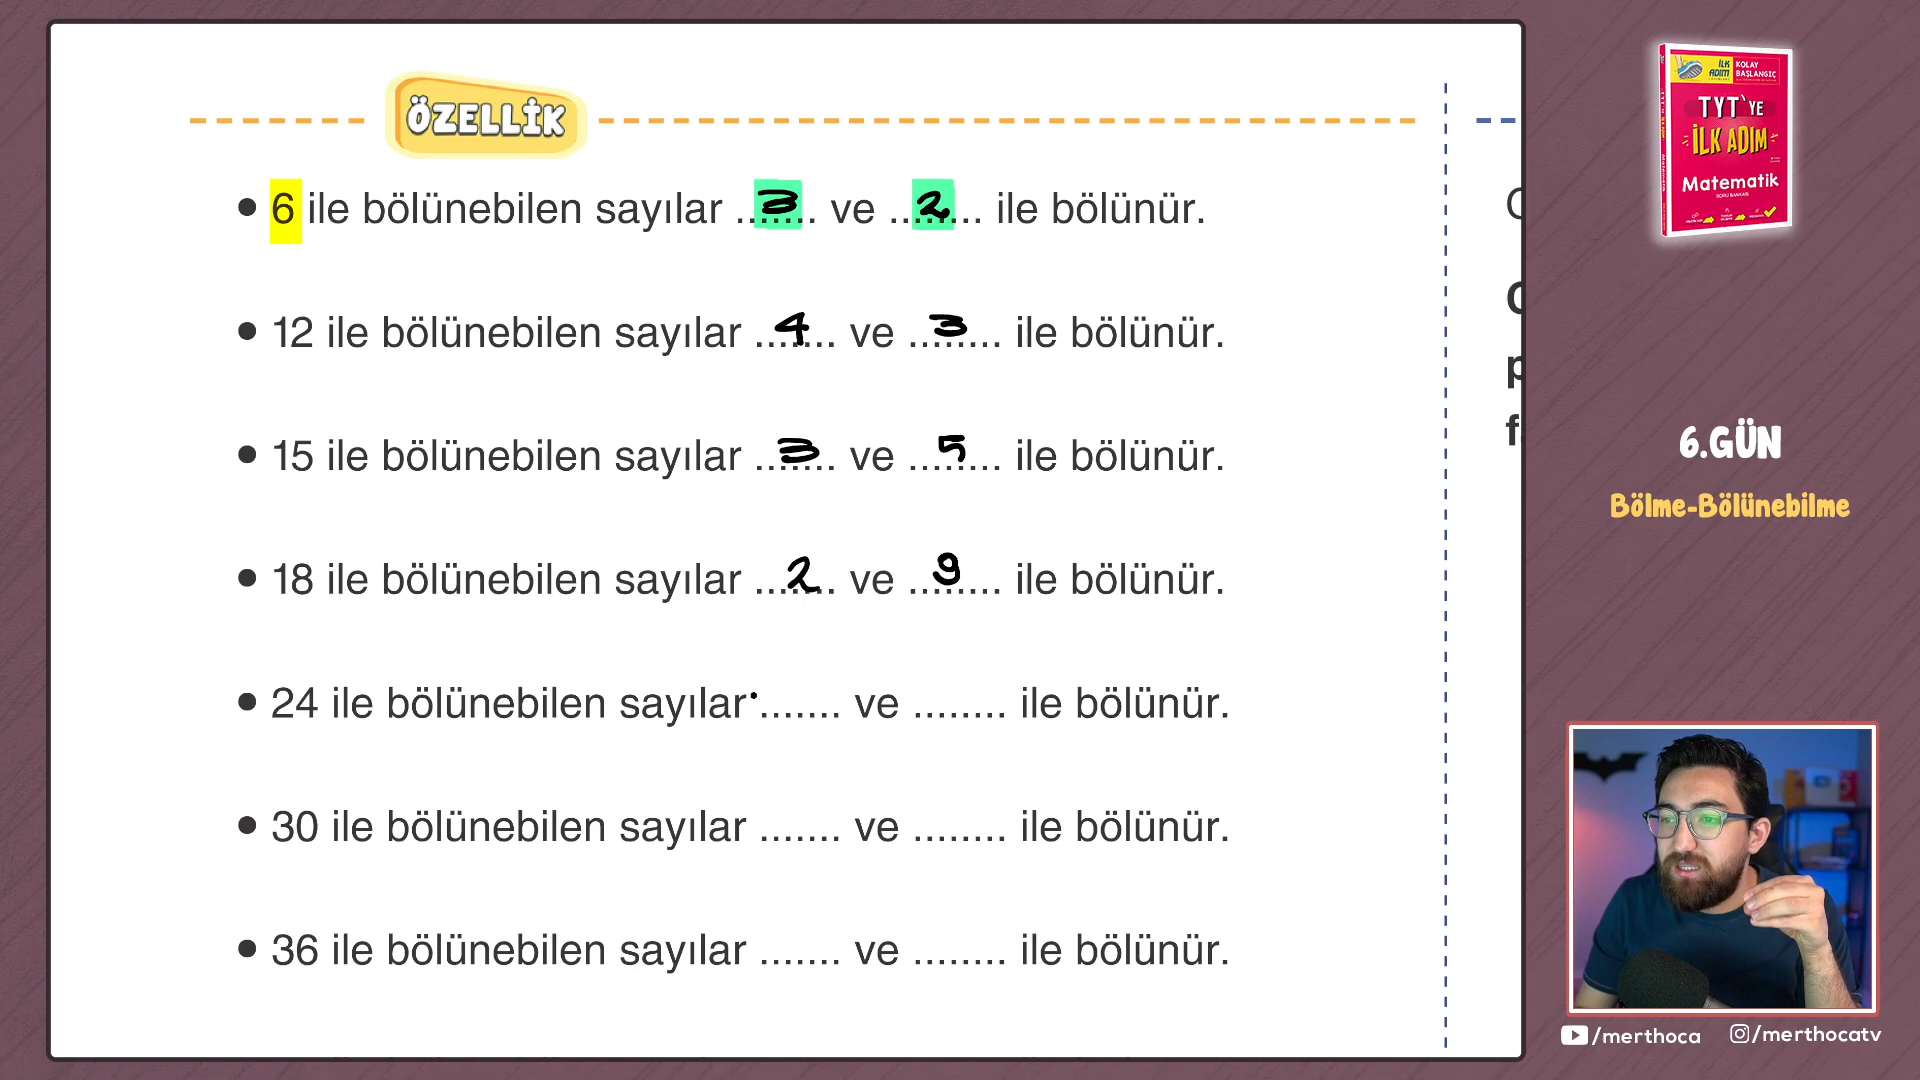 ÖZELLİK
• 6 ile bölünebilen sayılar ..3.. ve ..2.. ile bölünür.
• 12 ile bölünebilen sayılar ..4.. ve ..3.. ile bölünür.
• 15 ile bölünebilen sayılar ..3.. ve ..5.. ile bölünür.
• 18 ile bölünebilen sayılar ..2.. ve ..9.. ile bölünür.
• 24 ile bölünebilen sayılar ....... ve ........ ile bölünür.
• 30 ile bölünebilen sayılar ....... ve ........ ile bölünür.
• 36 ile bölünebilen sayılar ....... ve ........ ile bölünür.
p
f
İLK ADIM
KOLAY BAŞLANGIÇ
TYT'YE
İLK ADIM
Matematik
SORU BANKASI
6.GÜN
Bölme-Bölünebilme
/merthoca
/merthocatv